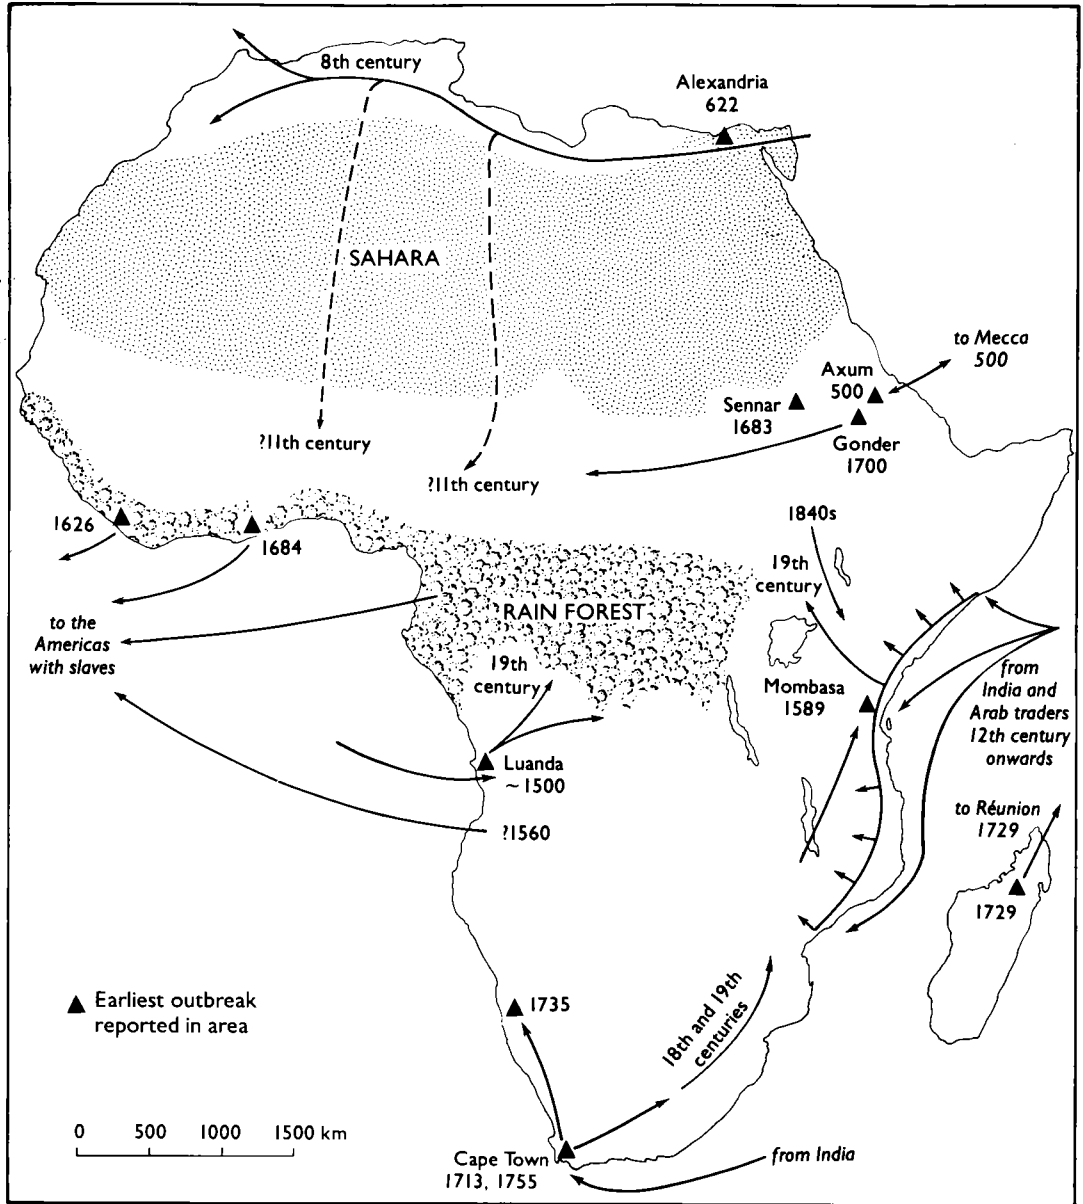 8th century
Alexandria
622
SAHARA
to Mecca
500
Axum
500
Sennar
1683
Gonder
1700
?11th century
?11th century
1626
1684
1840s
19th
century
RAIN FOREST
to the
Americas
with slaves
19th
century
Mombasa
1589
from
India and
Arab traders
12th century
onwards
Luanda
~ 1500
?1560
to Réunion
1729
1729
1735
18th and 19th
centuries
Earliest outbreak
reported in area
0 500 1000 1500 km
Cape Town
1713, 1755
from India